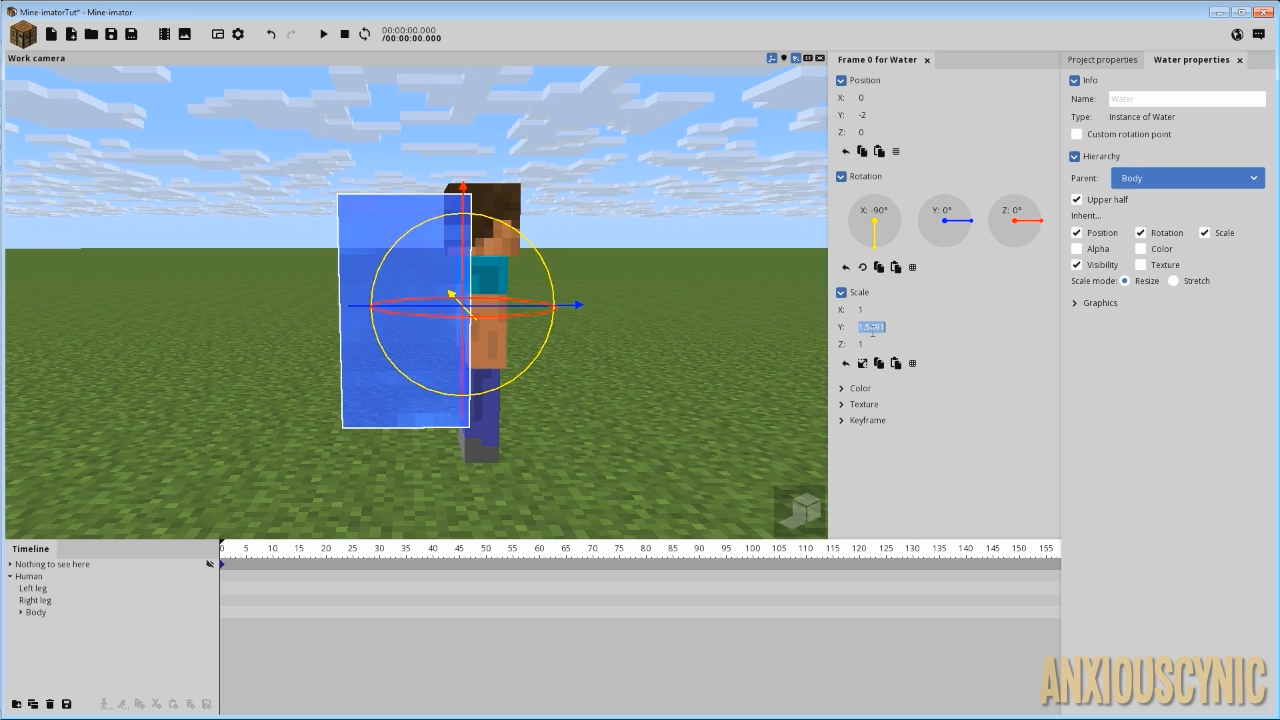 Mine-imatorTut* - Mine-imator
00:00:00.000
/00:00:00.000
Work camera
Frame 0 for Water
Position
X: 0
Y: -2
Z: 0
Rotation
X: -90° Y: 0° Z: 0°
Scale
X: 1
Y: 1.5491
Z: 1
Color
Texture
Keyframe
Project properties Water properties
Info
Name: Water
Type: Instance of Water
Custom rotation point
Hierarchy
Parent: Body
Upper half
Inherit...
Position Rotation Scale
Alpha Color
Visibility Texture
Scale mode: Resize Stretch
Graphics
Timeline
0 5 10 15 20 25 30 35 40 45 50 55 60 65 70 75 80 85 90 95 100 105 110 115 120 125 130 135 140 145 150 155
Nothing to see here
Human
Left leg
Right leg
Body
ANXIOUSCYNIC